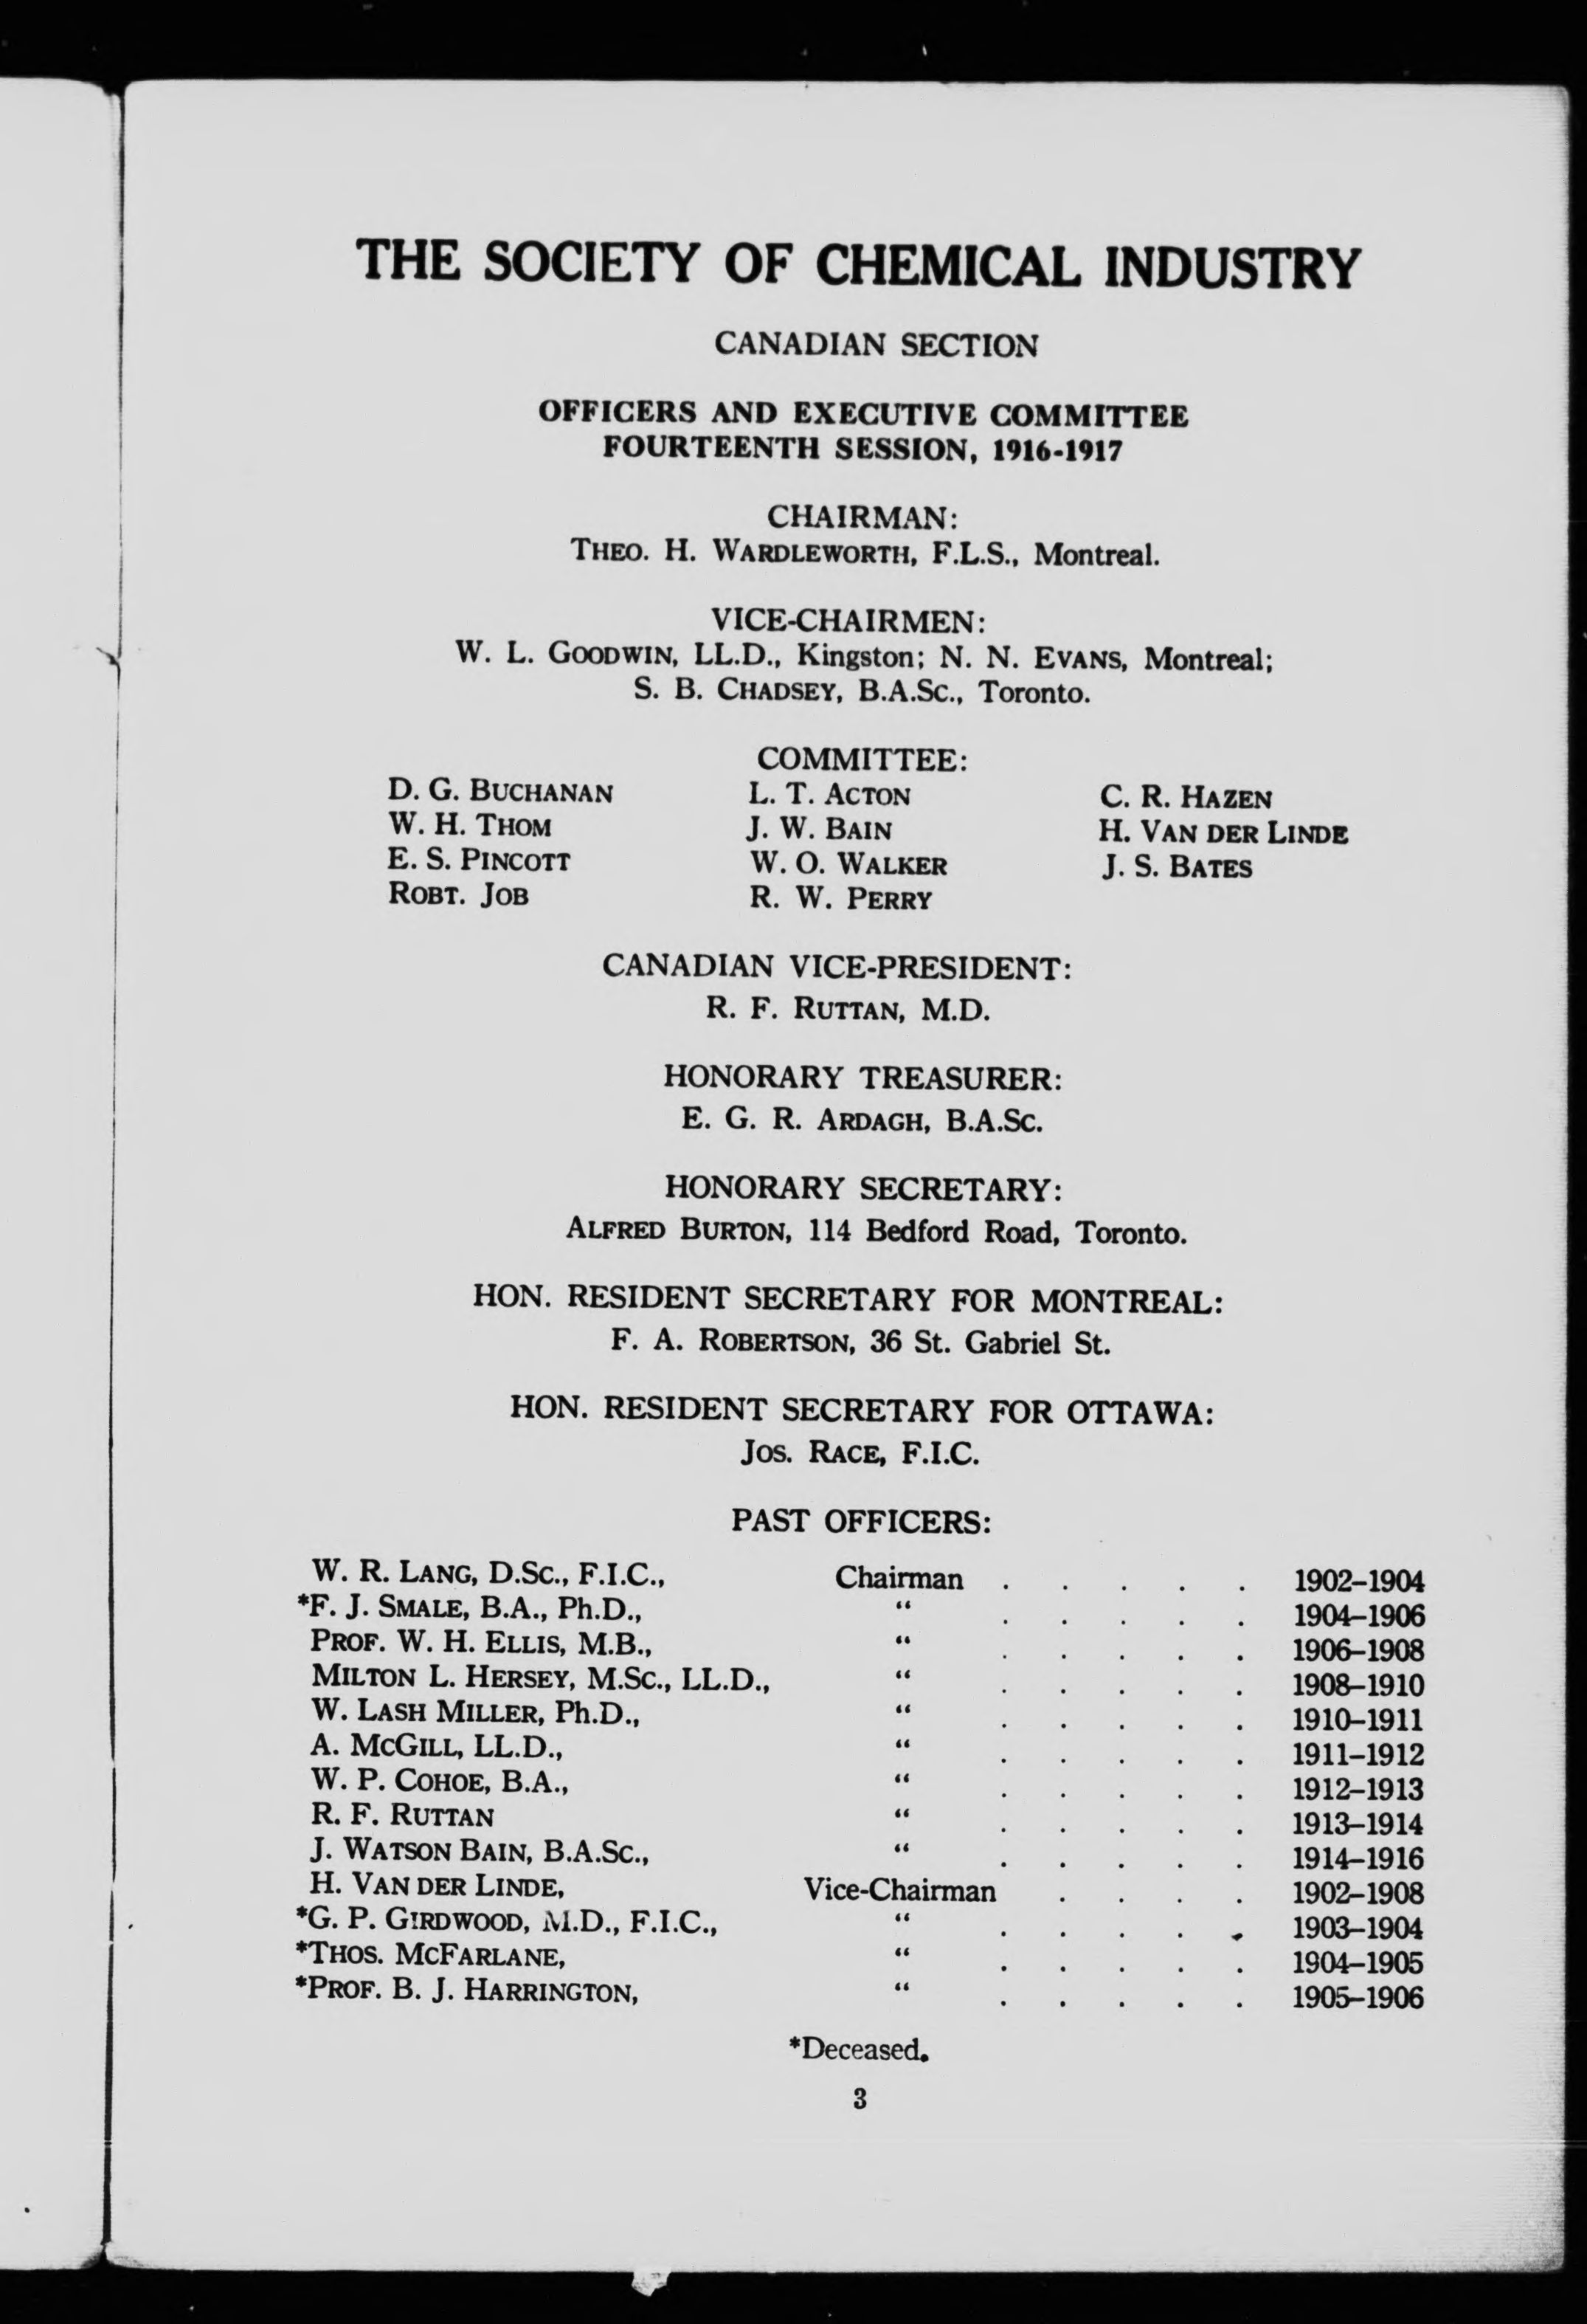 THE SOCIETY OF CHEMICAL INDUSTRY
CANADIAN SECTION
OFFICERS AND EXECUTIVE COMMITTEE
FOURTEENTH SESSION, 1916-1917
CHAIRMAN:
THEO. H. WARDLEWORTH, F.L.S., Montreal.
VICE-CHAIRMEN:
W. L. GOODWIN, LL.D., Kingston; N. N. EVANS, Montreal;
S. B. CHADSEY, B.A.Sc., Toronto.
COMMITTEE:
D. G. BUCHANAN L. T. ACTON C. R. HAZEN
W. H. THOM J. W. BAIN H. VAN DER LINDE
E. S. PINCOTT W. O. WALKER J. S. BATES
ROBT. JOB R. W. PERRY
CANADIAN VICE-PRESIDENT:
R. F. RUTTAN, M.D.
HONORARY TREASURER:
E. G. R. ARDAGH, B.A.Sc.
HONORARY SECRETARY:
ALFRED BURTON, 114 Bedford Road, Toronto.
HON. RESIDENT SECRETARY FOR MONTREAL:
F. A. ROBERTSON, 36 St. Gabriel St.
HON. RESIDENT SECRETARY FOR OTTAWA:
JOS. RACE, F.I.C.
PAST OFFICERS:
W. R. LANG, D.Sc., F.I.C., Chairman . . . . . 1902–1904
*F. J. SMALE, B.A., Ph.D., “ . . . . . 1904–1906
PROF. W. H. ELLIS, M.B., “ . . . . . 1906–1908
MILTON L. HERSEY, M.Sc., LL.D., “ . . . . . 1908–1910
W. LASH MILLER, Ph.D., “ . . . . . 1910–1911
A. McGILL, LL.D., “ . . . . . 1911–1912
W. P. COHOE, B.A., “ . . . . . 1912–1913
R. F. RUTTAN “ . . . . . 1913–1914
J. WATSON BAIN, B.A.Sc., “ . . . . . 1914–1916
H. VAN DER LINDE, Vice-Chairman . . . . 1902–1908
*G. P. GIRDWOOD, M.D., F.I.C., “ . . . . . 1903–1904
*THOS. McFARLANE, “ . . . . . 1904–1905
*PROF. B. J. HARRINGTON, “ . . . . . 1905–1906
*Deceased.
3